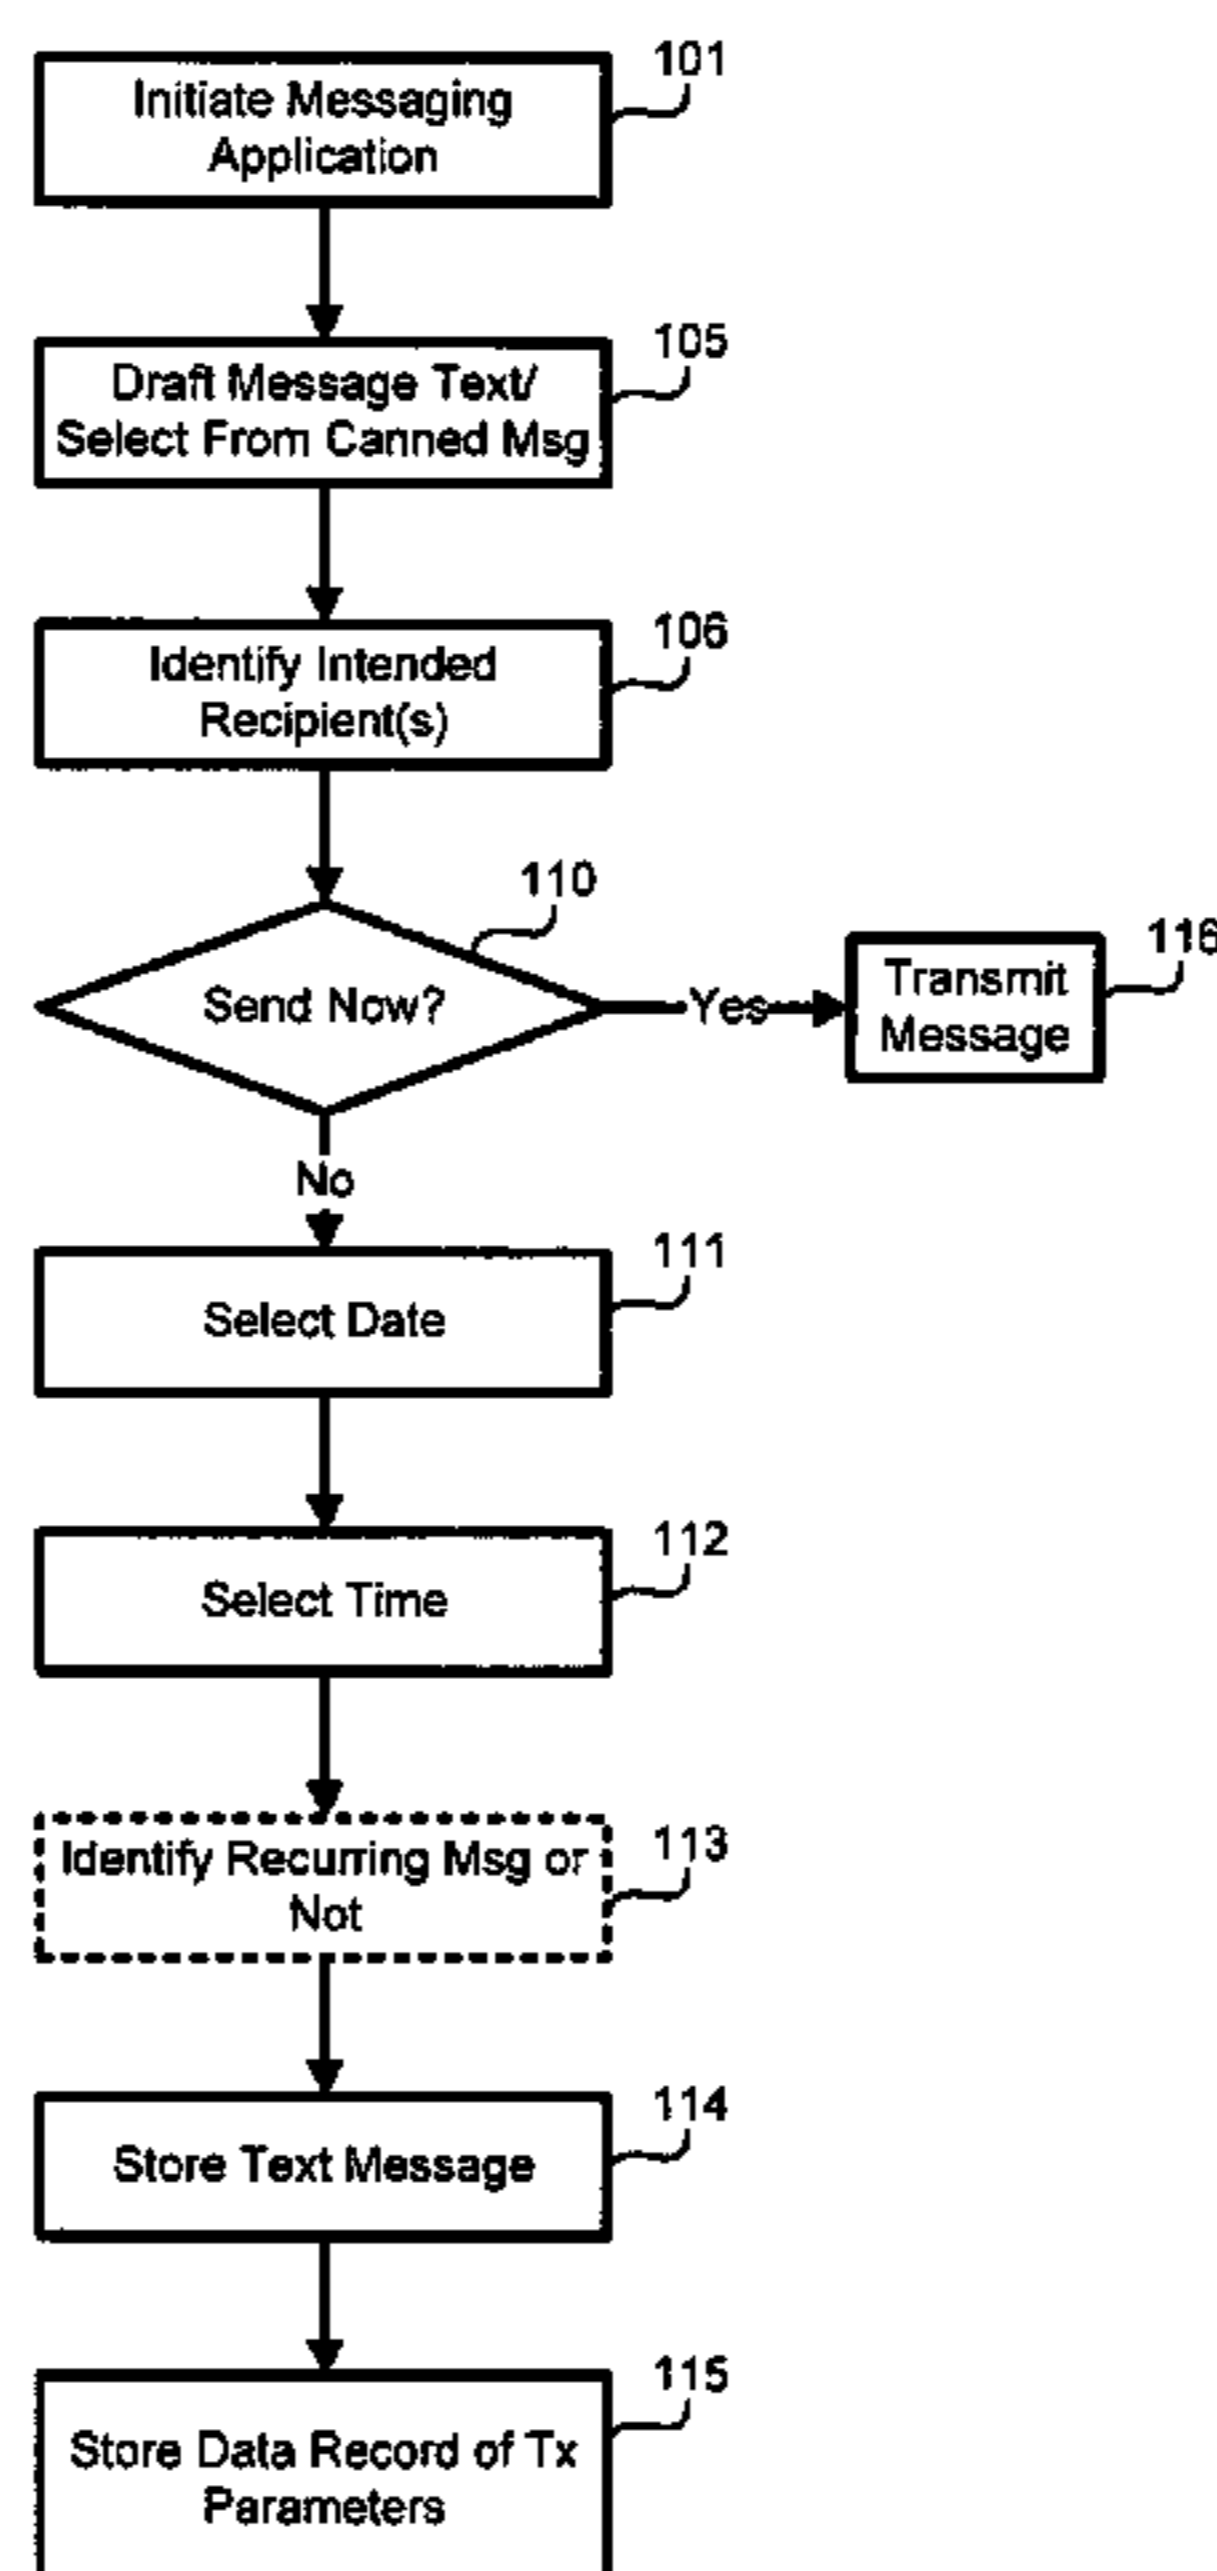 101
Initiate Messaging
Application
105
Draft Message Text/
Select From Canned Msg
106
Identify Intended
Recipient(s)
110
Send Now?
Yes
116
Transmit
Message
No
111
Select Date
112
Select Time
113
Identify Recurring Msg or
Not
114
Store Text Message
115
Store Data Record of Tx
Parameters